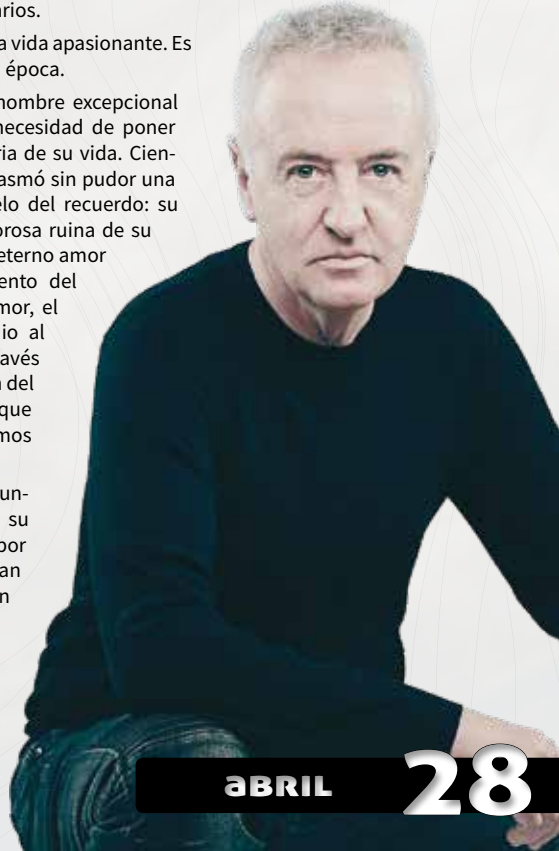 arios.
a vida apasionante. Es
época.
hombre excepcional
necesidad de poner
ria de su vida. Cien-
asmó sin pudor una
elo del recuerdo: su
orosa ruina de su
eterno amor
ento del
mor, el
io al
avés
del
que
mos
un-
su
por
an
n
aBRIL 28